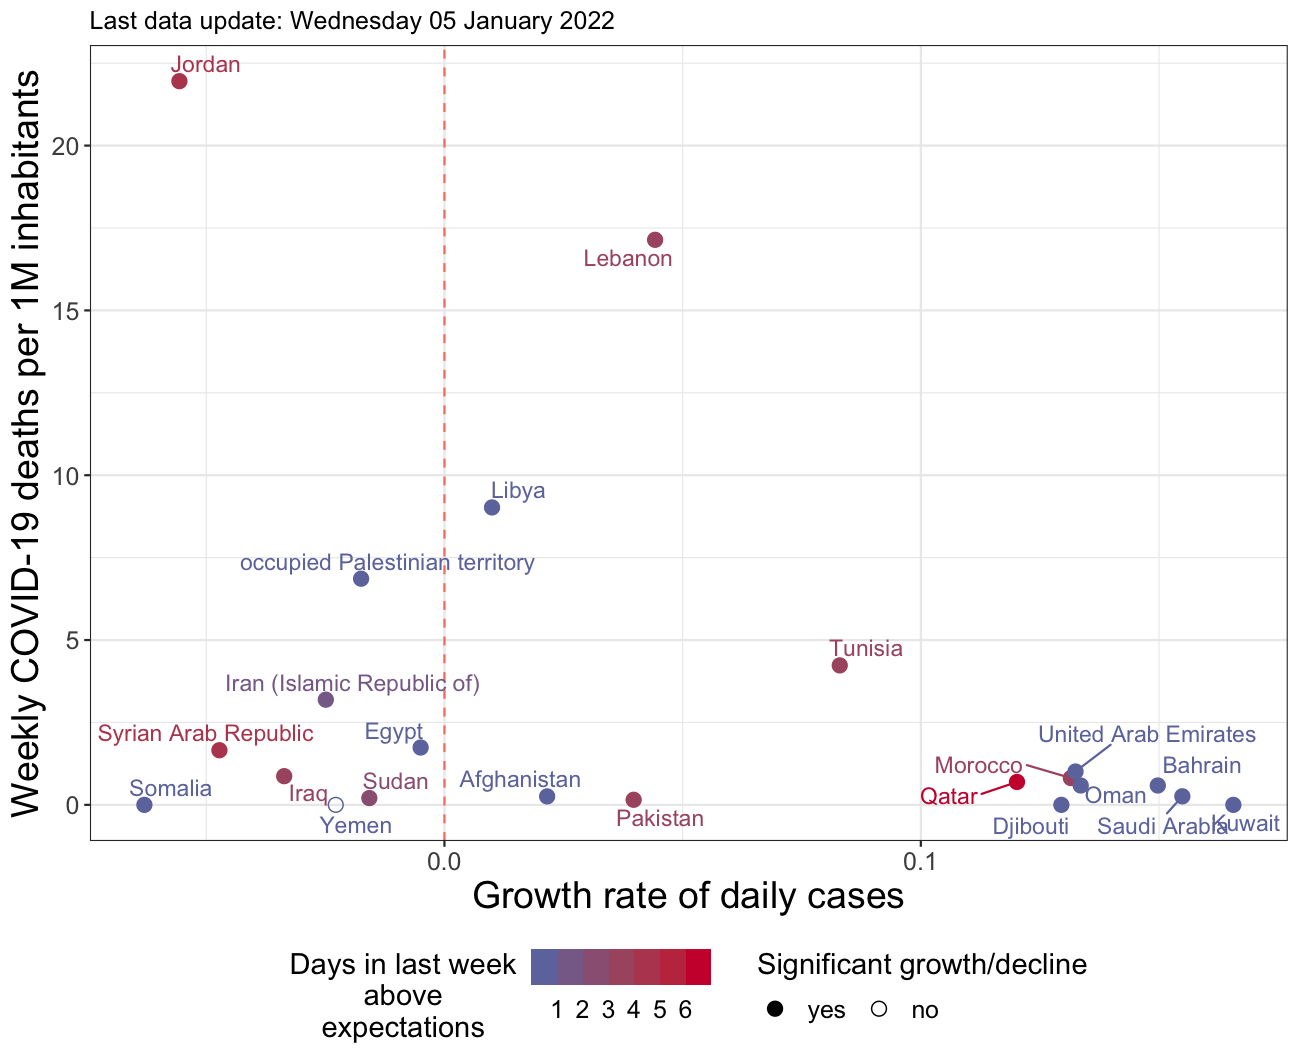 Last data update: Wednesday 05 January 2022
Weekly COVID-19 deaths per 1M inhabitants
20
15
10
5
0
Jordan
Lebanon
Libya
occupied Palestinian territory
Tunisia
Iran (Islamic Republic of)
Syrian Arab Republic
Egypt
United Arab Emirates
Morocco
Bahrain
Somalia
Iraq
Sudan
Afghanistan
Qatar
Oman
Yemen
Pakistan
Djibouti
Saudi Arabia
Kuwait
0.0
0.1
Growth rate of daily cases
Days in last week
above
expectations
1 2 3 4 5 6
Significant growth/decline
yes
no